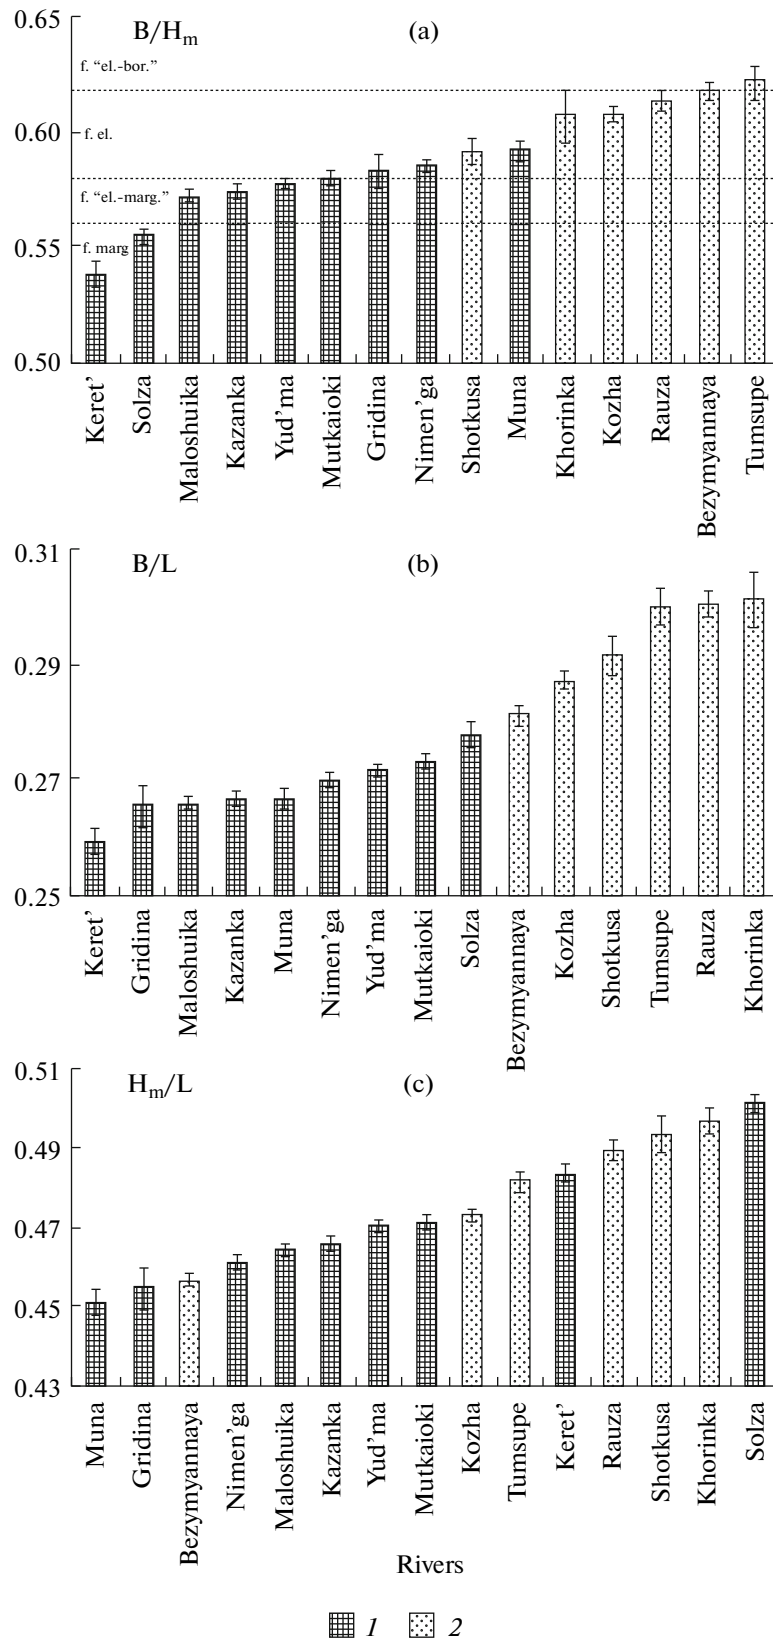 0.65
B/Hm
(a)
f. “el.-bor.”
0.60
f. el.
f. “el.-marg.”
0.55
f. marg
0.50
Keret’
Solza
Maloshuika
Kazanka
Yud’ma
Mutkaioki
Gridina
Nimen’ga
Shotkusa
Muna
Khorinka
Kozha
Rauza
Bezymyannaya
Tumsupe
0.31
B/L
(b)
0.29
0.27
0.25
Keret’
Gridina
Maloshuika
Kazanka
Muna
Nimen’ga
Yud’ma
Mutkaioki
Solza
Bezymyannaya
Kozha
Shotkusa
Tumsupe
Rauza
Khorinka
0.51
Hm/L
(c)
0.49
0.47
0.45
0.43
Muna
Gridina
Bezymyannaya
Nimen’ga
Maloshuika
Kazanka
Yud’ma
Mutkaioki
Kozha
Tumsupe
Keret’
Rauza
Shotkusa
Khorinka
Solza
Rivers
1
2